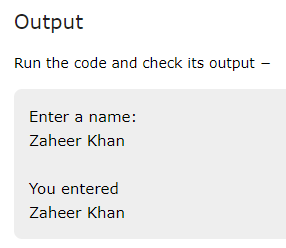 Output
Run the code and check its output −
Enter a name:
Zaheer Khan
You entered
Zaheer Khan